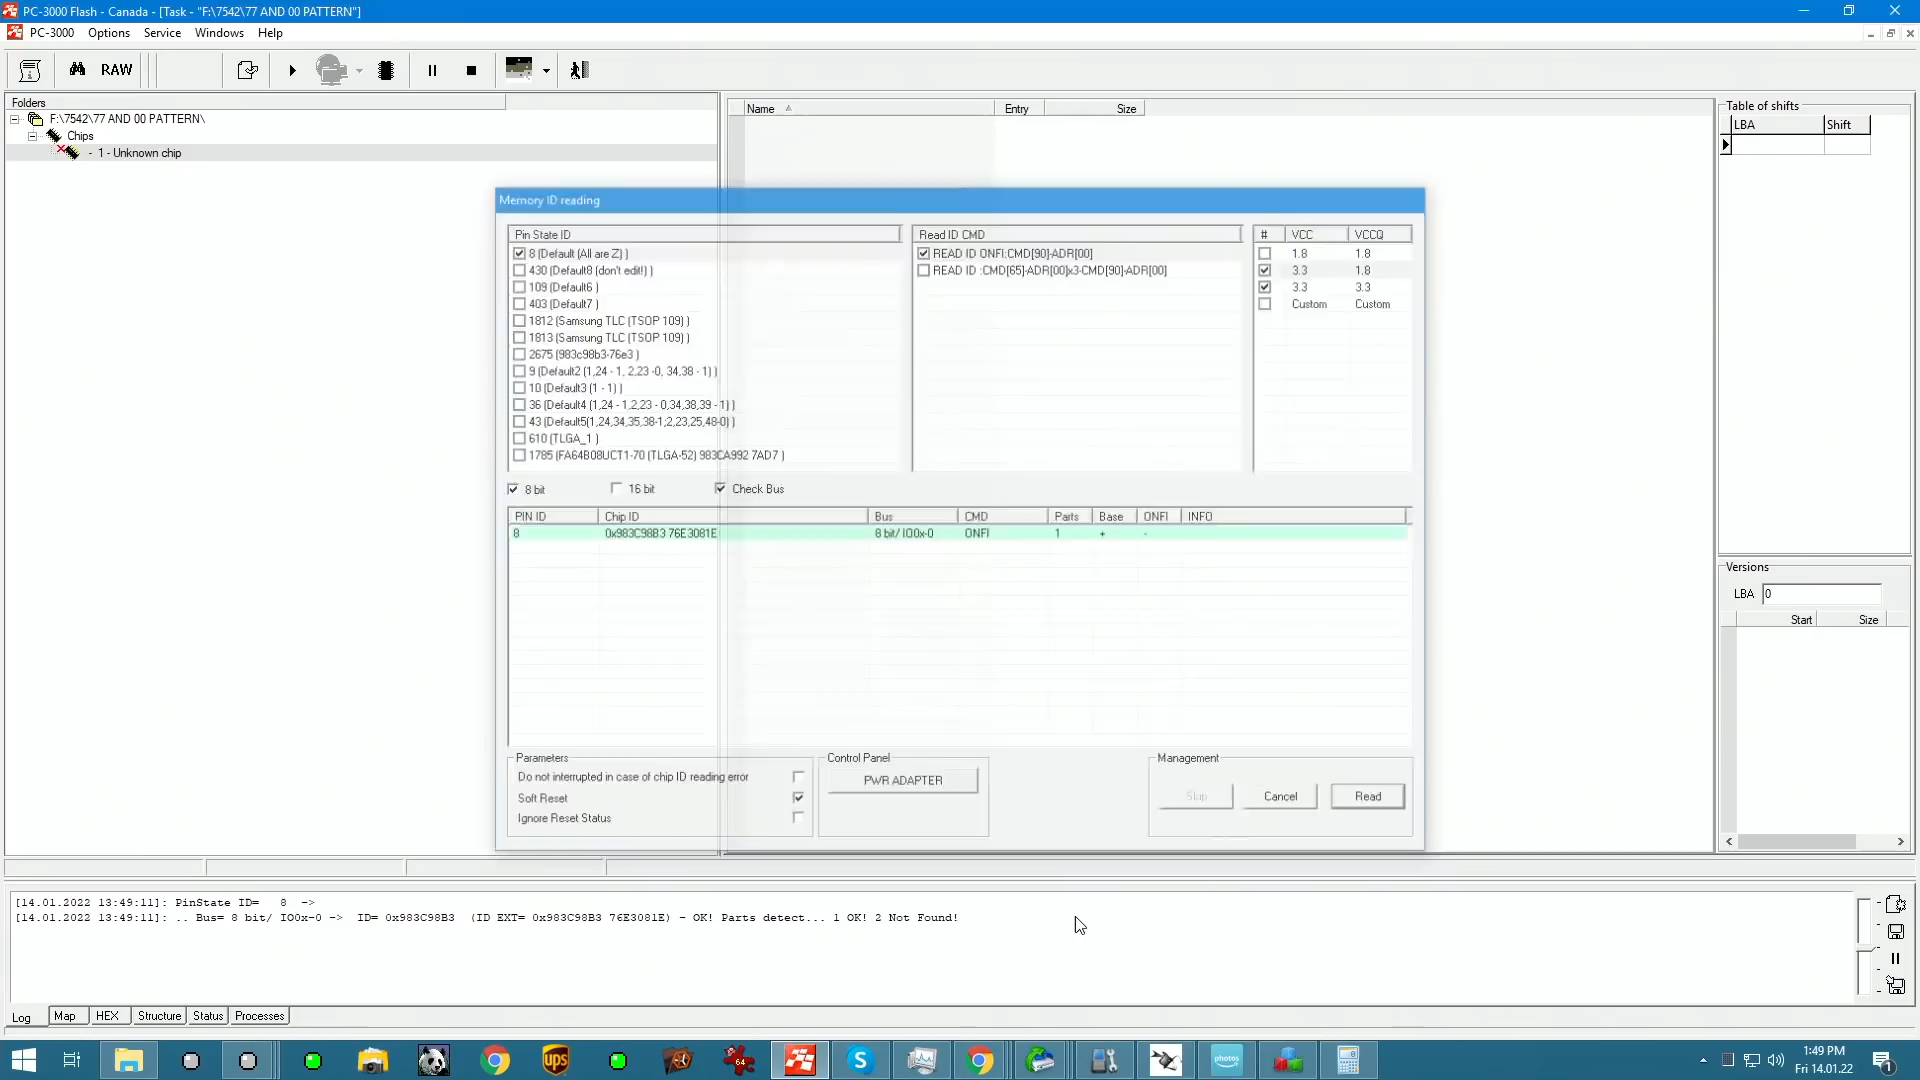 PC-3000 Flash - Canada - [Task - "F:\7542\77 AND 00 PATTERN"]
PC-3000 Options Service Windows Help
RAW
Folders
F:\7542\77 AND 00 PATTERN\
Chips
- 1 - Unknown chip
Name Entry Size
Table of shifts
LBA Shift
Memory ID reading
Pin State ID
8 (Default (All are Z) )
430 (Default8 (don't edit!) )
109 (Default6 )
403 (Default7 )
1812 (Samsung TLC (TSOP 109) )
1813 (Samsung TLC (TSOP 109) )
2675 (983c98b3-76e3 )
9 (Default2 (1,24 - 1, 2,23 -0, 34,38 - 1) )
10 (Default3 (1 - 1) )
36 (Default4 (1,24 - 1,2,23 - 0,34,38,39 - 1) )
43 (Default5(1,24,34,35,38-1;2,23,25,48-0) )
610 (TLGA_1 )
1785 (FA64B08UCT1-70 (TLGA-52) 983CA992 7AD7 )
Read ID CMD
READ ID ONFI:CMD[90]-ADR[00]
READ ID :CMD[65]-ADR[00]x3-CMD[90]-ADR[00]
# VCC VCCQ
1.8 1.8
3.3 1.8
3.3 3.3
Custom Custom
8 bit 16 bit Check Bus
PIN ID Chip ID Bus CMD Parts Base ONFI INFO
8 0x983C98B3 76E3081E 8 bit/ IO0x-0 ONFI 1 + -
Parameters
Do not interrupted in case of chip ID reading error
Soft Reset
Ignore Reset Status
Control Panel
PWR ADAPTER
Management
Skip Cancel Read
Versions
LBA 0
Start Size
[14.01.2022 13:49:11]: PinState ID= 8 ->
[14.01.2022 13:49:11]: .. Bus= 8 bit/ IO0x-0 -> ID= 0x983C98B3 (ID EXT= 0x983C98B3 76E3081E) - OK! Parts detect... 1 OK! 2 Not Found!
Log Map HEX Structure Status Processes
ups
64
photos
1:49 PM
Fri 14.01.22
1